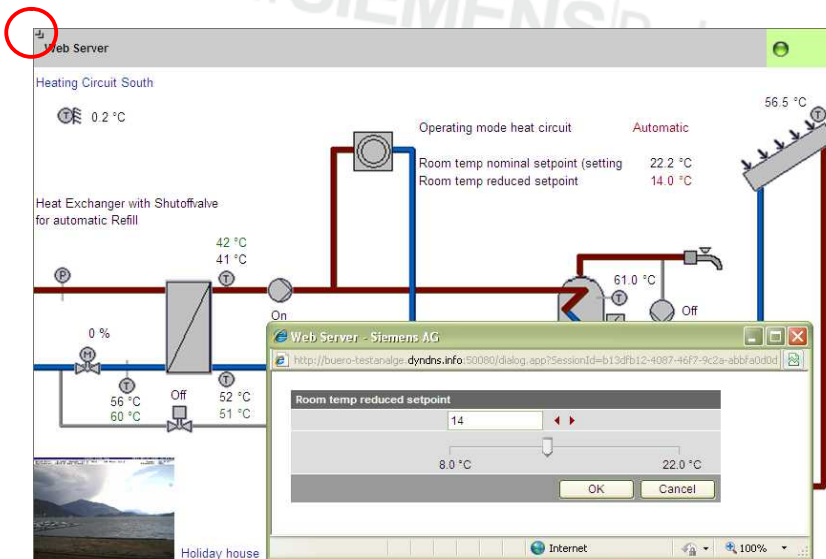 SIEMENS
Web Server
Heating Circuit South
T 0.2 °C
56.5 °C
T
Operating mode heat circuit Automatic
Room temp nominal setpoint (setting 22.2 °C
Room temp reduced setpoint 14.0 °C
Heat Exchanger with Shutoffvalve
for automatic Refill
42 °C
41 °C
P
T
61.0 °C
T
Off
On
0 %
M
T
T
56 °C Off 52 °C
60 °C 51 °C
Web Server - Siemens AG
http://buero-testanalge.dyndns.info:50080/dialog.app?SessionId=b13dfb12-4087-46f7-9c2a-abbfa0d0d
Room temp reduced setpoint
14
8.0 °C 22.0 °C
OK Cancel
Internet 100%
Holiday house